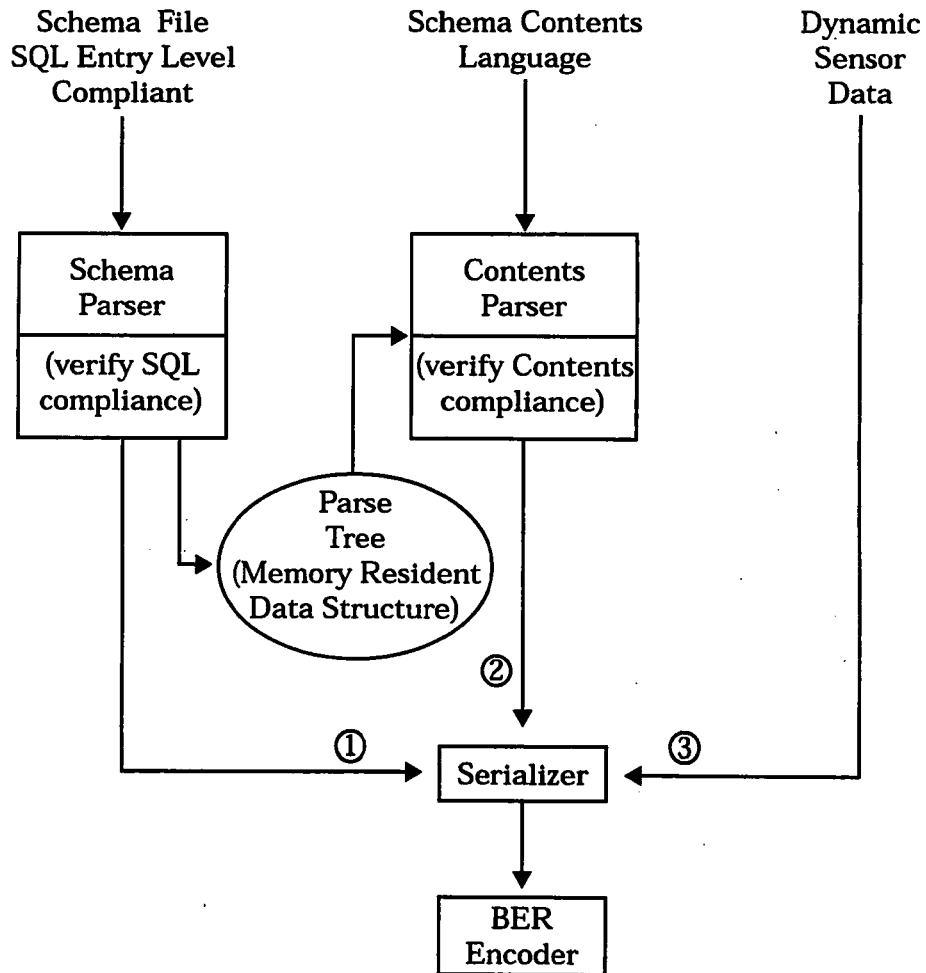 Schema File
SQL Entry Level
Compliant
Schema Contents
Language
Dynamic
Sensor
Data
Schema
Parser
(verify SQL
compliance)
Contents
Parser
(verify Contents
compliance)
Parse
Tree
(Memory Resident
Data Structure)
②
①
③
Serializer
BER
Encoder